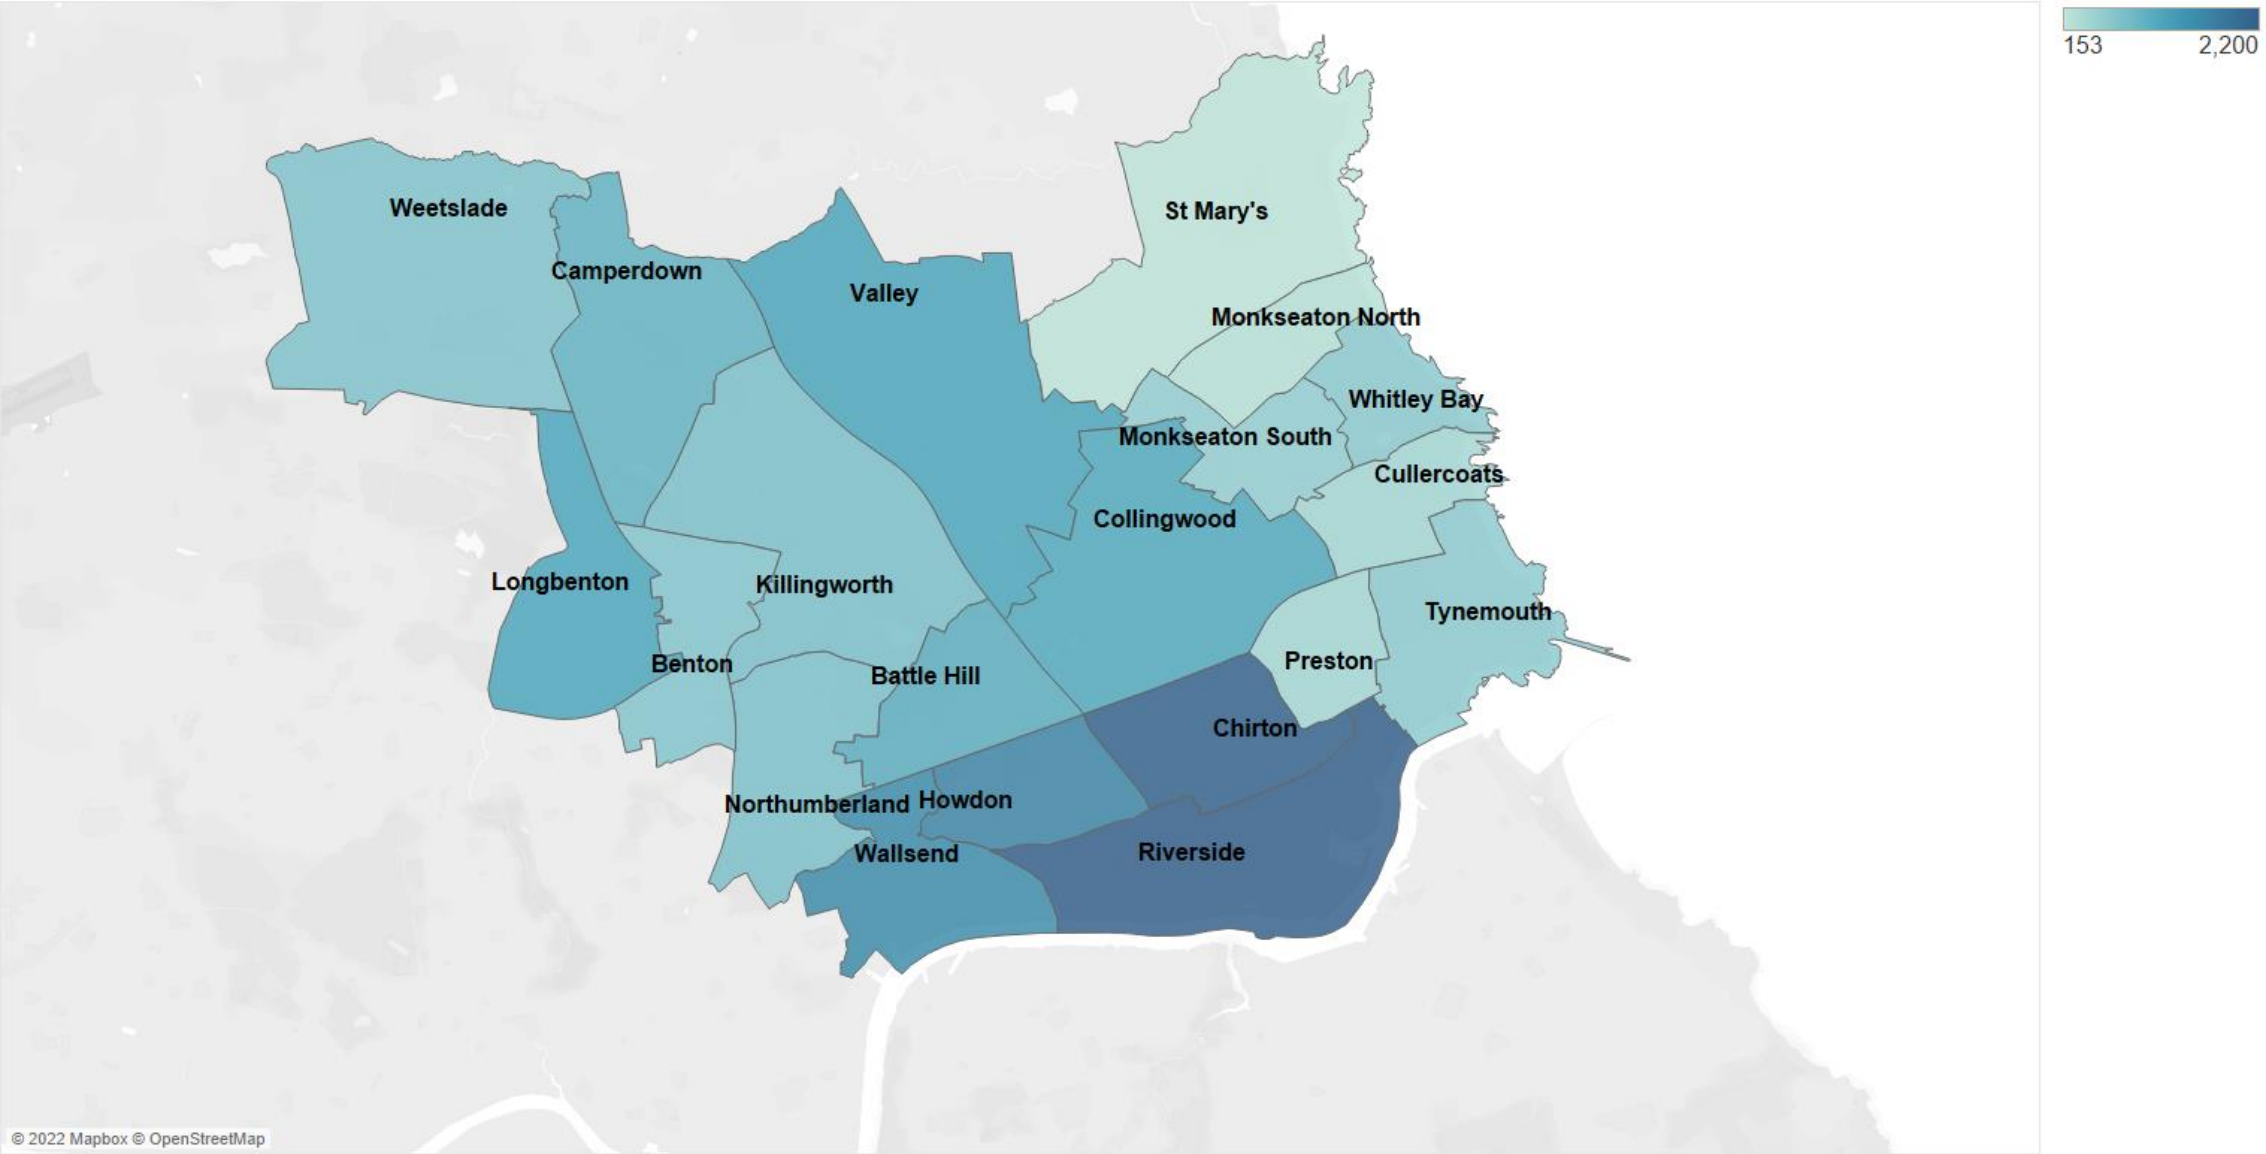 153 2,200
Weetslade
St Mary's
Camperdown
Valley
Monkseaton North
Whitley Bay
Monkseaton South
Cullercoats
Collingwood
Longbenton
Killingworth
Tynemouth
Benton
Preston
Battle Hill
Chirton
Northumberland
Howdon
Wallsend
Riverside
© 2022 Mapbox © OpenStreetMap